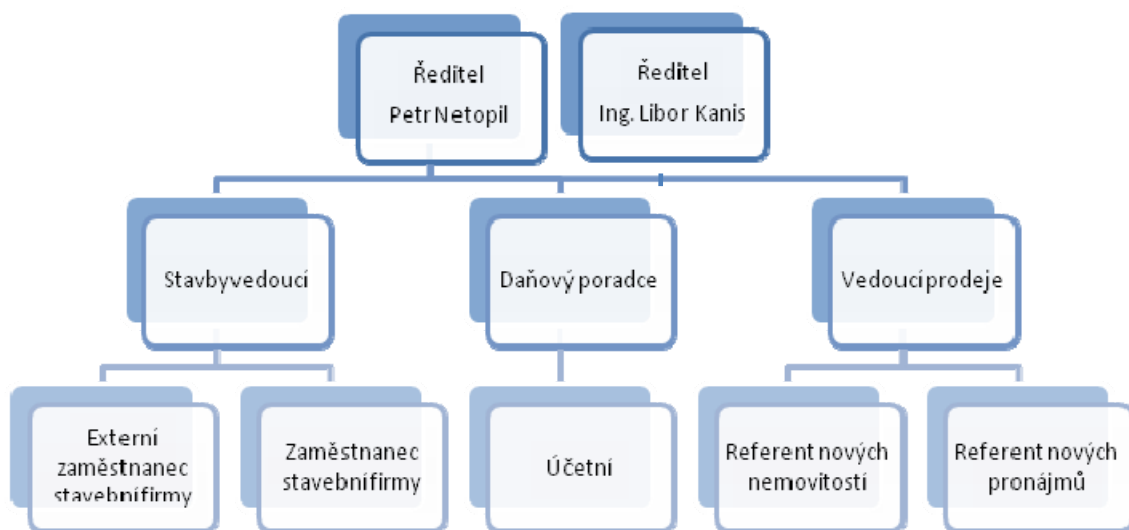 Ředitel
Petr Netopil
Ředitel
Ing. Libor Kanis
Stavbyvedoucí
Daňový poradce
Vedoucí prodeje
Externí
zaměstnanec
stavební firmy
Zaměstnanec
stavební firmy
Účetní
Referent nových
nemovitostí
Referent nových
pronájmů